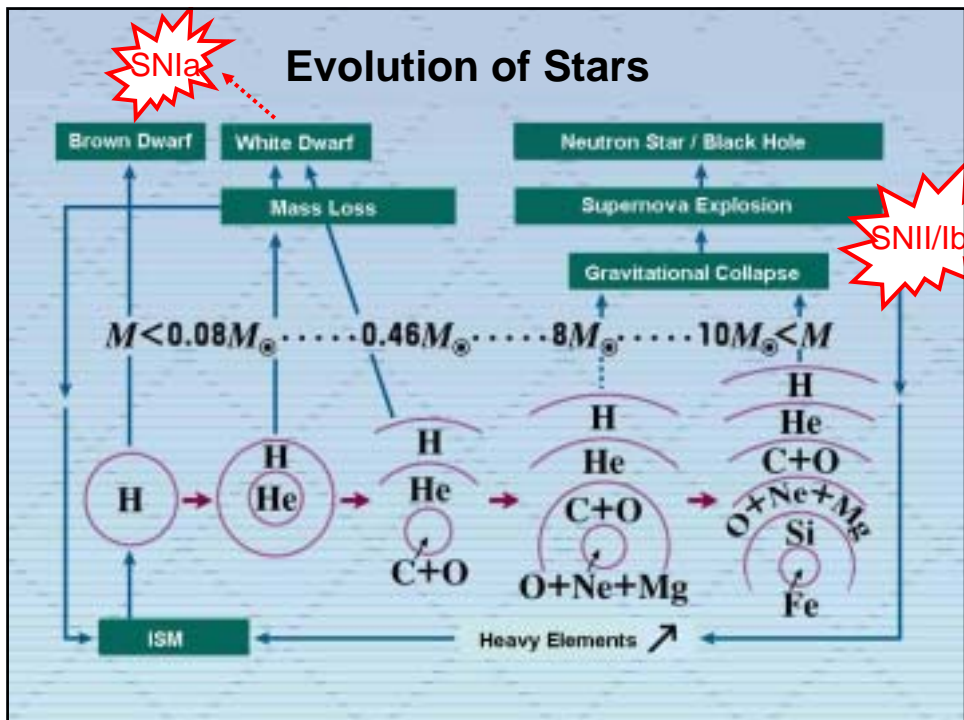 SNIa
Evolution of Stars
Brown Dwarf
White Dwarf
Neutron Star / Black Hole
Mass Loss
Supernova Explosion
SNII/Ib
Gravitational Collapse
M<0.08M☉·····0.46M☉·····8M☉·····10M☉<M
H
H
He
H
He
C+O
H
He
C+O
O+Ne+Mg
H
He
C+O
O+Ne+Mg
Si
Fe
ISM
Heavy Elements ↗